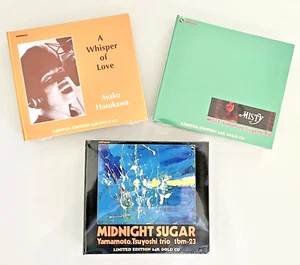 A
Whisper
of
Love
Ayako
Hosokawa
LIMITED EDITION 24K GOLD CD
MISTY
LIMITED EDITION 24K GOLD CD
MIDNIGHT SUGAR
Yamamoto,Tsuyoshi trio tbm-23
LIMITED EDITION 24K GOLD CD